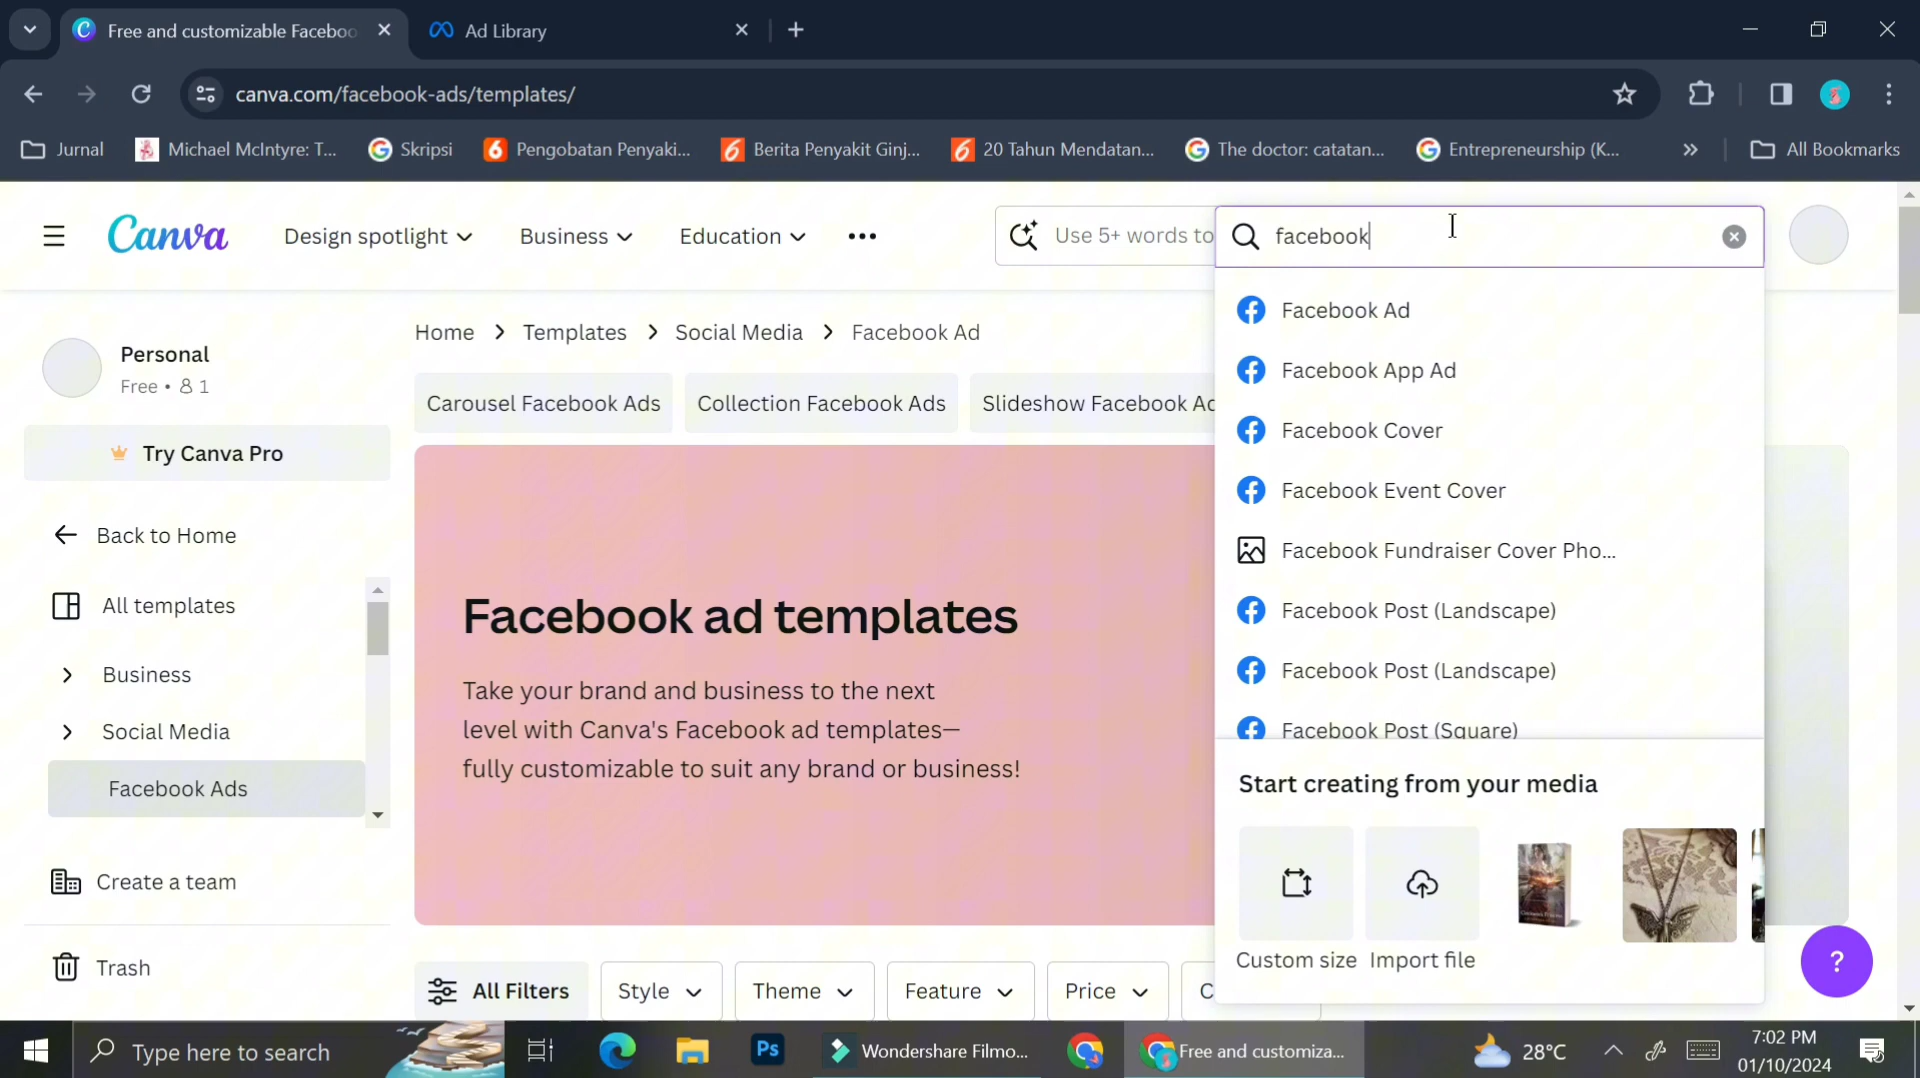 Free and customizable Faceboo
Ad Library
canva.com/facebook-ads/templates/
Jurnal
Michael McIntyre: T...
Skripsi
Pengobatan Penyaki...
Berita Penyakit Ginj...
20 Tahun Mendatan...
The doctor: catatan...
Entrepreneurship (K...
All Bookmarks
Canva
Design spotlight
Business
Education
Use 5+ words to
facebook
Personal
Free • 1
Try Canva Pro
Back to Home
All templates
Business
Social Media
Facebook Ads
Create a team
Trash
Home > Templates > Social Media > Facebook Ad
Carousel Facebook Ads
Collection Facebook Ads
Slideshow Facebook Ad
Facebook ad templates
Take your brand and business to the next
level with Canva's Facebook ad templates—
fully customizable to suit any brand or business!
All Filters
Style
Theme
Feature
Price
C
Facebook Ad
Facebook App Ad
Facebook Cover
Facebook Event Cover
Facebook Fundraiser Cover Pho...
Facebook Post (Landscape)
Facebook Post (Landscape)
Facebook Post (Square)
Start creating from your media
Custom size
Import file
?
Type here to search
Ps
Wondershare Filmo...
Free and customiza...
28°C
7:02 PM
01/10/2024